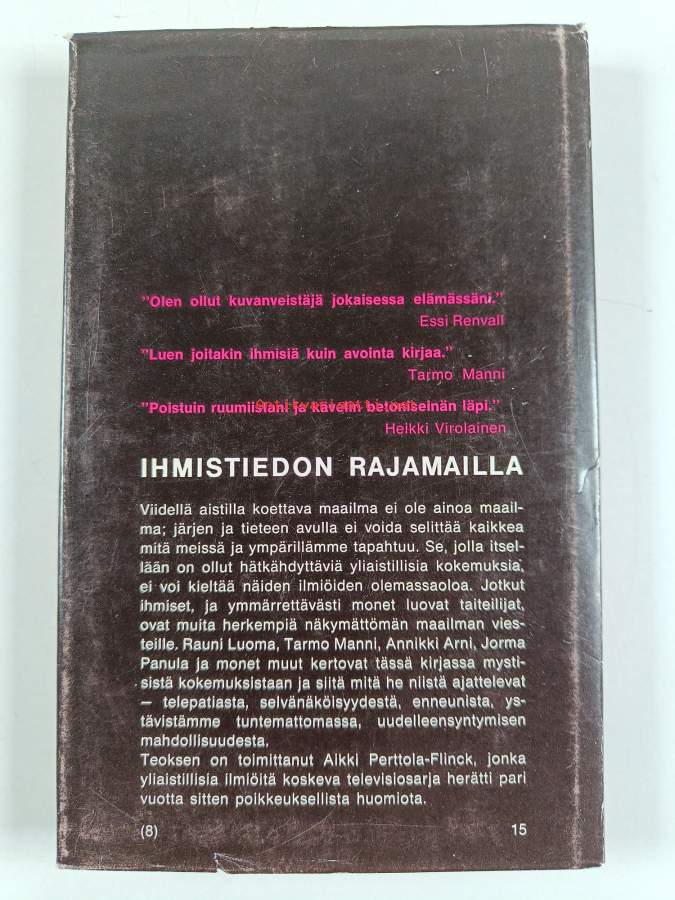 "Olen ollut kuvanveistäjä jokaisessa elämässäni."
Essi Renvall
"Luen joitakin ihmisiä kuin avointa kirjaa."
Tarmo Manni
"Poistuin ruumiistani ja kävelin betoniseinän läpi."
Heikki Virolainen
IHMISTIEDON RAJAMAILLA
Viidellä aistilla koettava maailma ei ole ainoa maail-
ma; järjen ja tieteen avulla ei voida selittää kaikkea
mitä meissä ja ympärillämme tapahtuu. Se, jolla itsel-
lään on ollut hätkähdyttäviä yliaistillisia kokemuksia,
ei voi kieltää näiden ilmiöiden olemassaoloa. Jotkut
ihmiset, ja ymmärrettävästi monet luovat taiteilijat,
ovat muita herkempiä näkymättömän maailman vies-
teille. Rauni Luoma, Tarmo Manni, Annikki Arni, Jorma
Panula ja monet muut kertovat tässä kirjassa mysti-
sistä kokemuksistaan ja siitä mitä he niistä ajattelevat
— telepatiasta, selvänäköisyydestä, enneunista, ys-
tävistämme tuntemattomassa, uudelleensyntymisen
mahdollisuudesta.
Teoksen on toimittanut Aikki Perttola-Flinck, jonka
yliaistillisia ilmiöitä koskeva televisiosarja herätti pari
vuotta sitten poikkeuksellista huomiota.
(8) 15